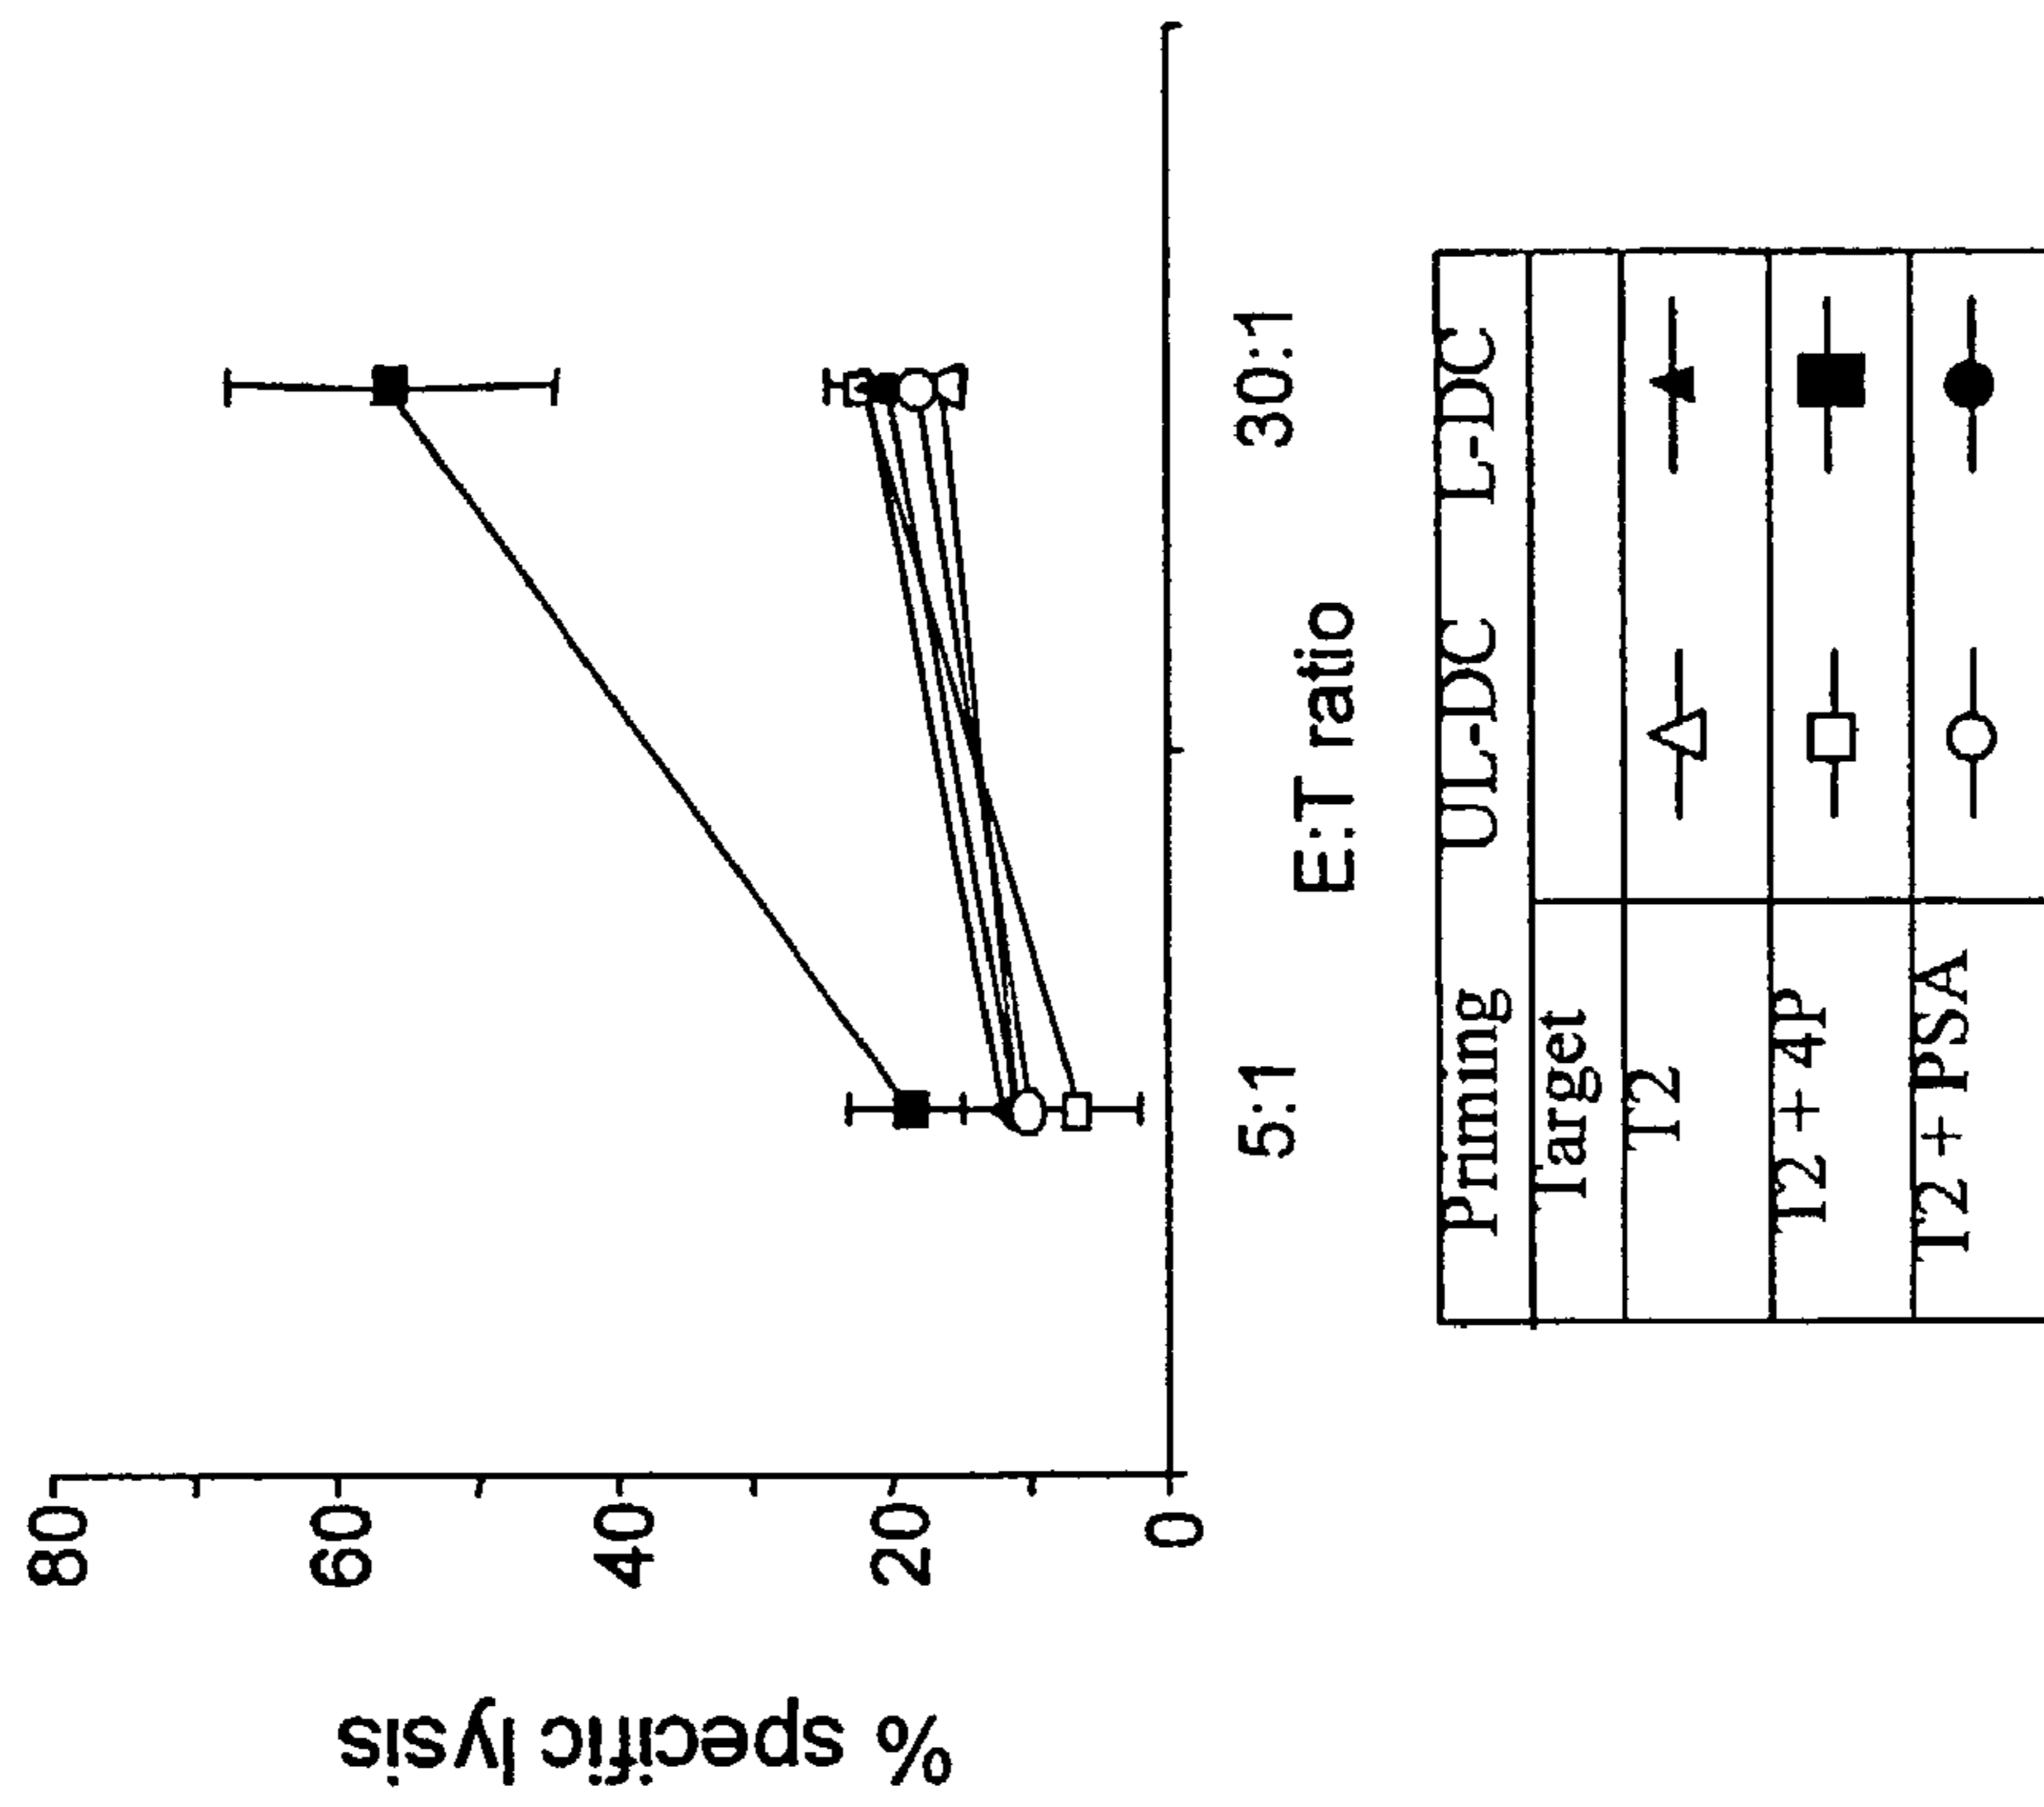 80
60
40
20
0
% specific lysis
5:1
30:1
E:T ratio
Priming UL-DC L-DC
Target
T2
T2 + 4P
T2 + PSA